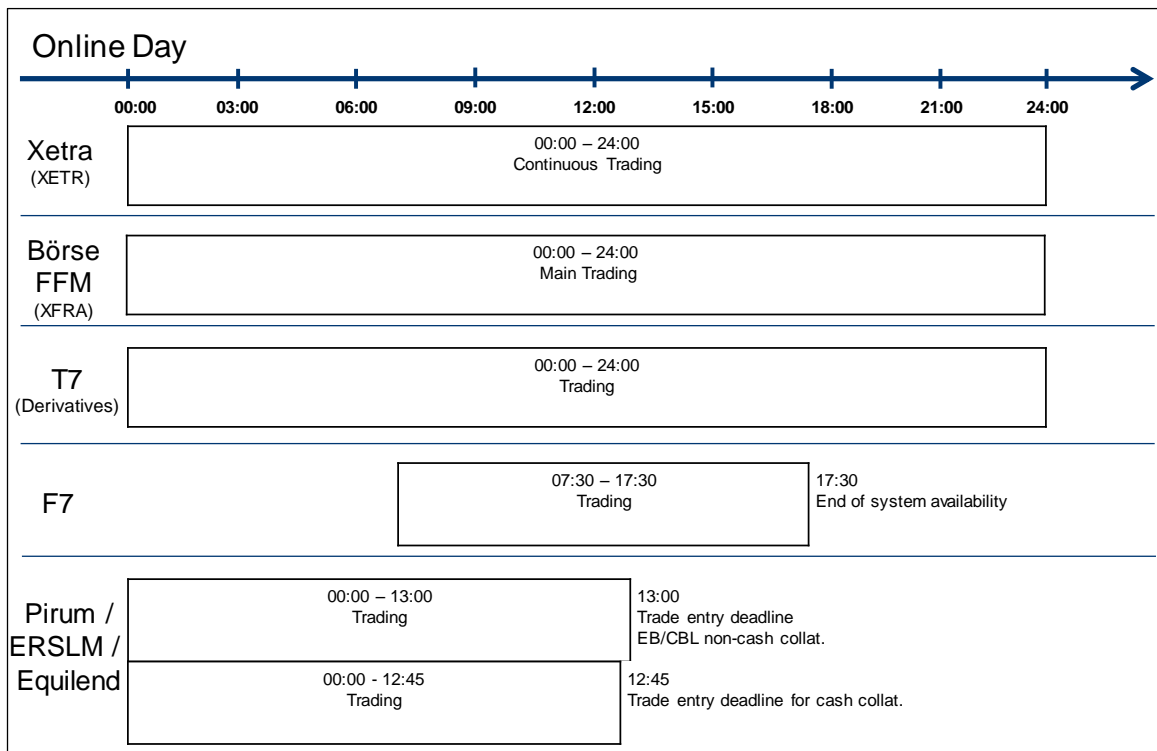 Online Day
00:00 03:00 06:00 09:00 12:00 15:00 18:00 21:00 24:00
Xetra
(XETR)
00:00 – 24:00
Continuous Trading
Börse
FFM
(XFRA)
00:00 – 24:00
Main Trading
T7
(Derivatives)
00:00 – 24:00
Trading
F7
07:30 – 17:30
Trading
17:30
End of system availability
Pirum /
ERSLM /
Equilend
00:00 – 13:00
Trading
13:00
Trade entry deadline
EB/CBL non-cash collat.
00:00 - 12:45
Trading
12:45
Trade entry deadline for cash collat.